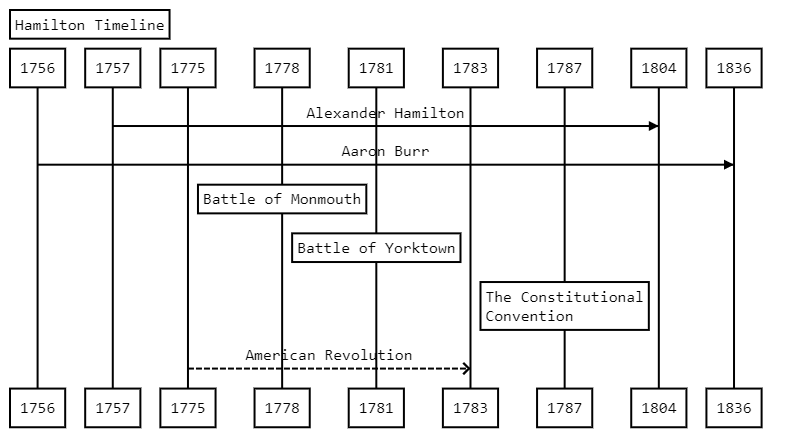 Hamilton Timeline
1756 1757 1775 1778 1781 1783 1787 1804 1836
Alexander Hamilton
Aaron Burr
Battle of Monmouth
Battle of Yorktown
The Constitutional
Convention
American Revolution
1756 1757 1775 1778 1781 1783 1787 1804 1836